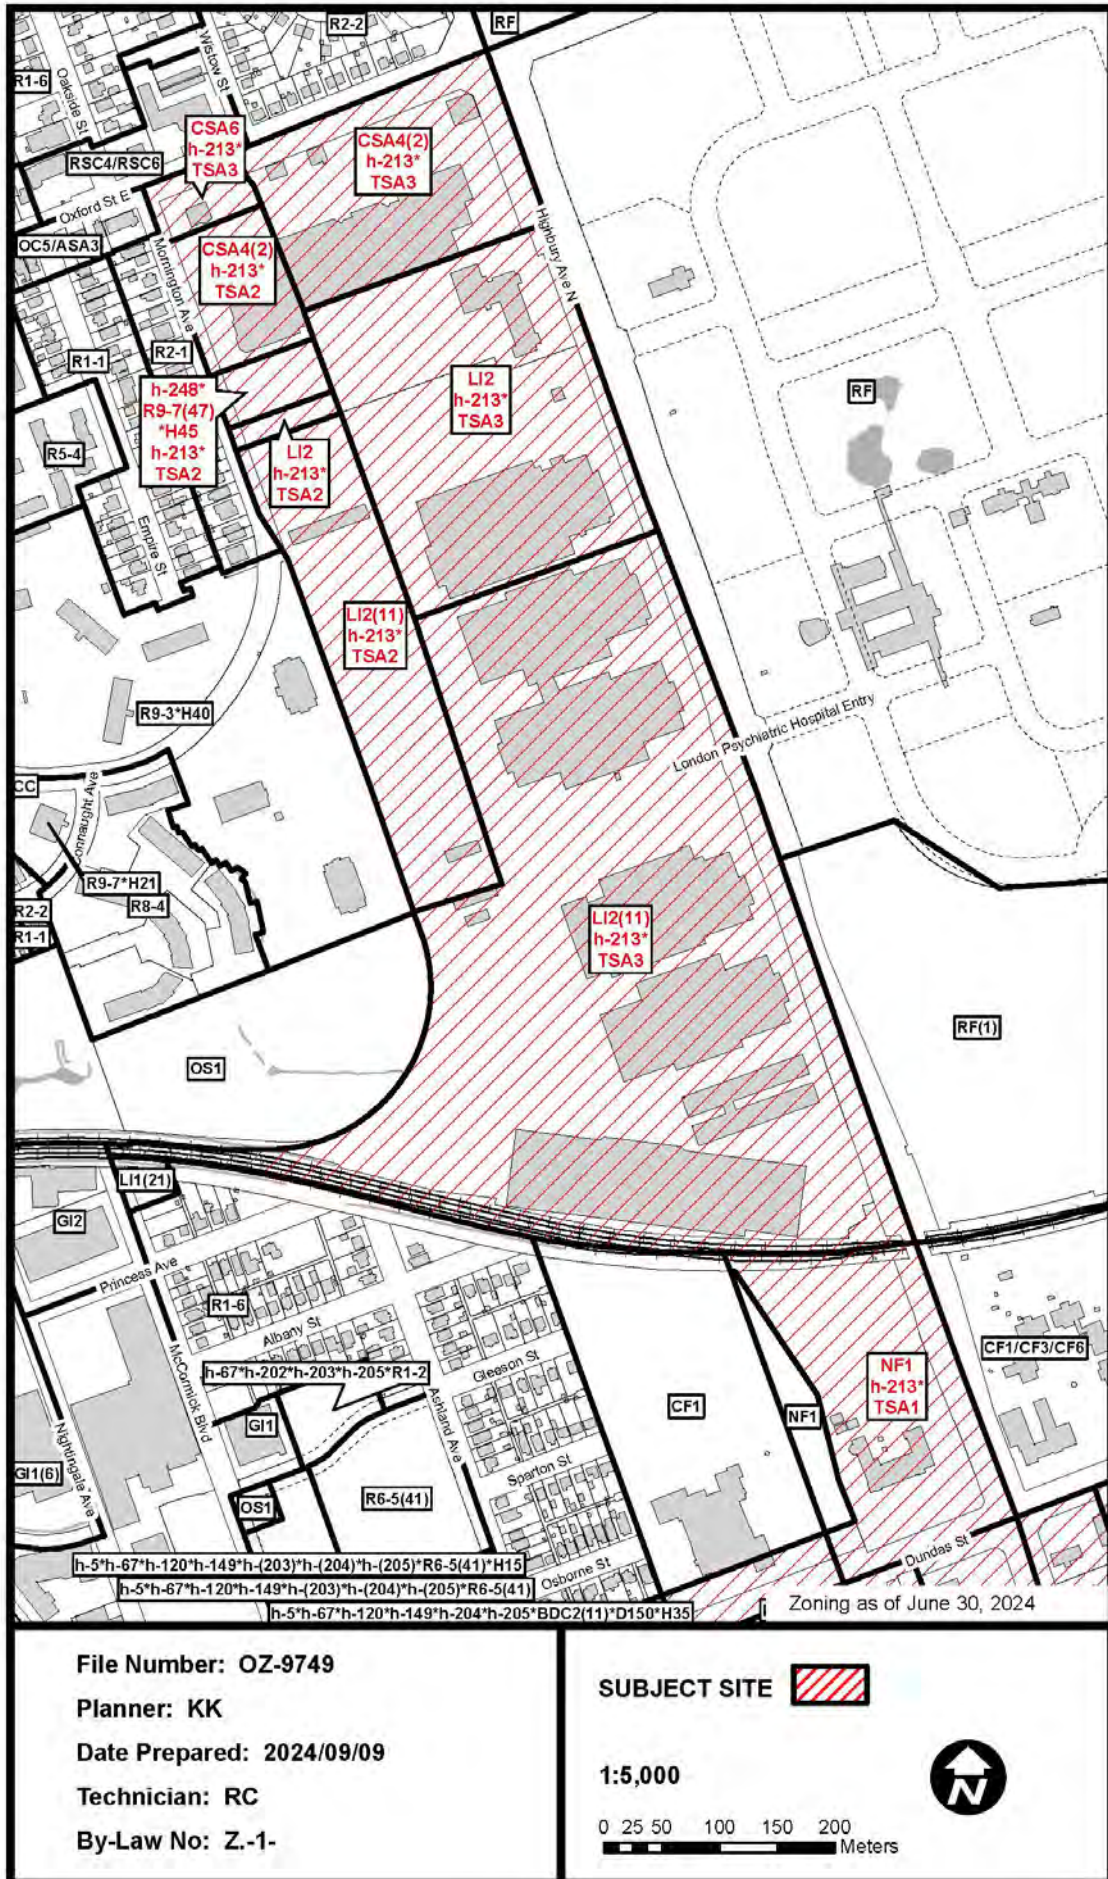 R2-2
RF
Wistow St
R1-6
Oakside St
CSA6
h-213*
TSA3
CSA4(2)
h-213*
TSA3
RSC4/RSC6
Oxford St E
Highbury Ave N
OC5/ASA3
Mornington Ave
CSA4(2)
h-213*
TSA2
R1-1
R2-1
h-248*
R9-7(47)
*H45
h-213*
TSA2
LI2
h-213*
TSA3
RF
R5-4
LI2
h-213*
TSA2
Empire St
LI2(11)
h-213*
TSA2
R9-3*H40
London Psychiatric Hospital Entry
CC
onnaught Ave
R9-7*H21
R8-4
R2-2
R1-1
LI2(11)
h-213*
TSA3
RF(1)
OS1
LI1(21)
GI2
Princess Ave
R1-6
Albany St
McCormick Blvd
Gleeson St
CF1/CF3/CF6
h-67*h-202*h-203*h-205*R1-2
NF1
h-213*
TSA1
Ashland Ave
CF1
NF1
GI1
Nightingale Ave
GI1(6)
Sparton St
R6-5(41)
OS1
Dundas St
h-5*h-67*h-120*h-149*h-(203)*h-(204)*h-(205)*R6-5(41)*H15
Osborne St
h-5*h-67*h-120*h-149*h-(203)*h-(204)*h-(205)*R6-5(41)
h-5*h-67*h-120*h-149*h-204*h-205*BDC2(11)*D150*H35
Zoning as of June 30, 2024
File Number: OZ-9749
Planner: KK
Date Prepared: 2024/09/09
Technician: RC
By-Law No: Z.-1-
SUBJECT SITE
1:5,000
N
0 25 50 100 150 200
Meters